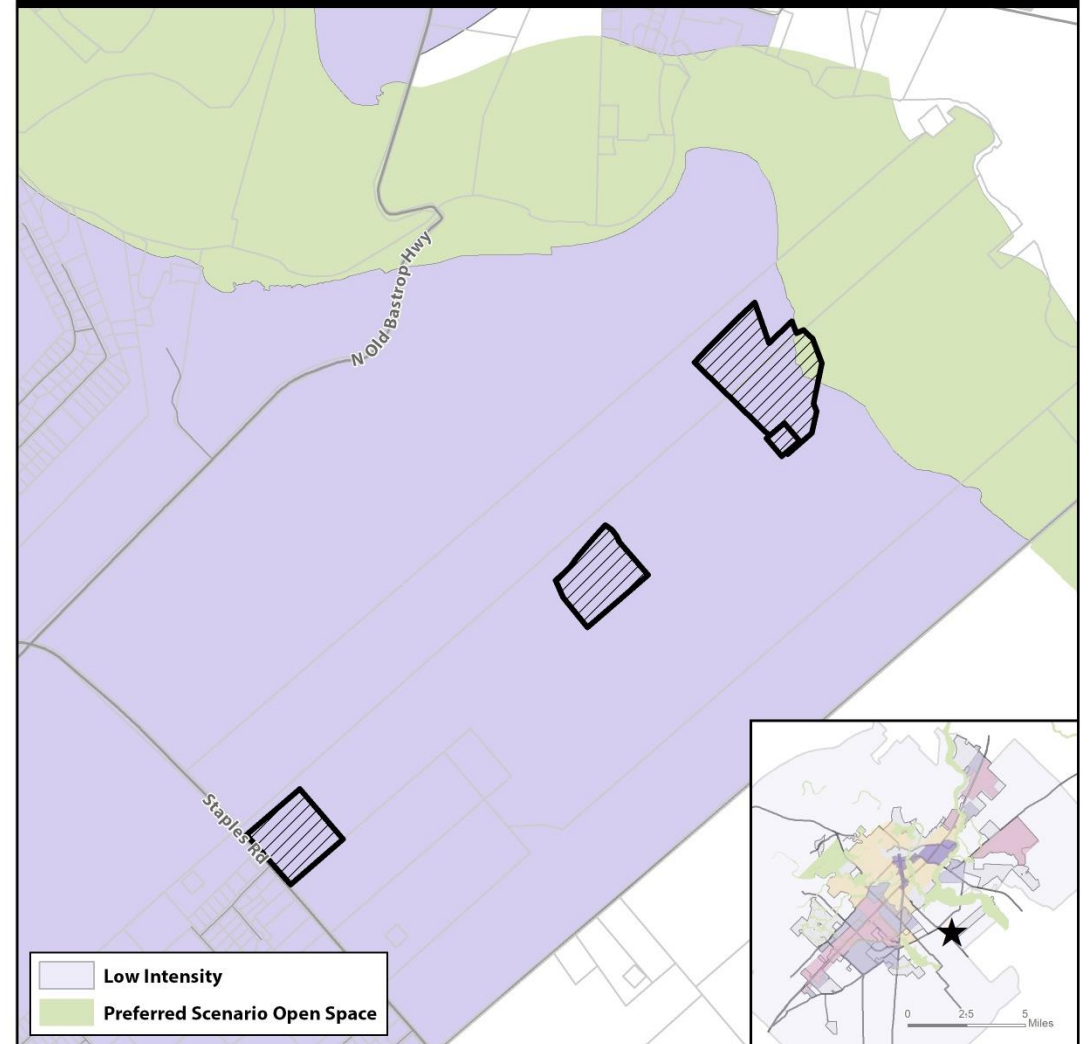 N Old Bastrop Hwy
Staples Rd
Low Intensity
Preferred Scenario Open Space
0 2.5 5
Miles